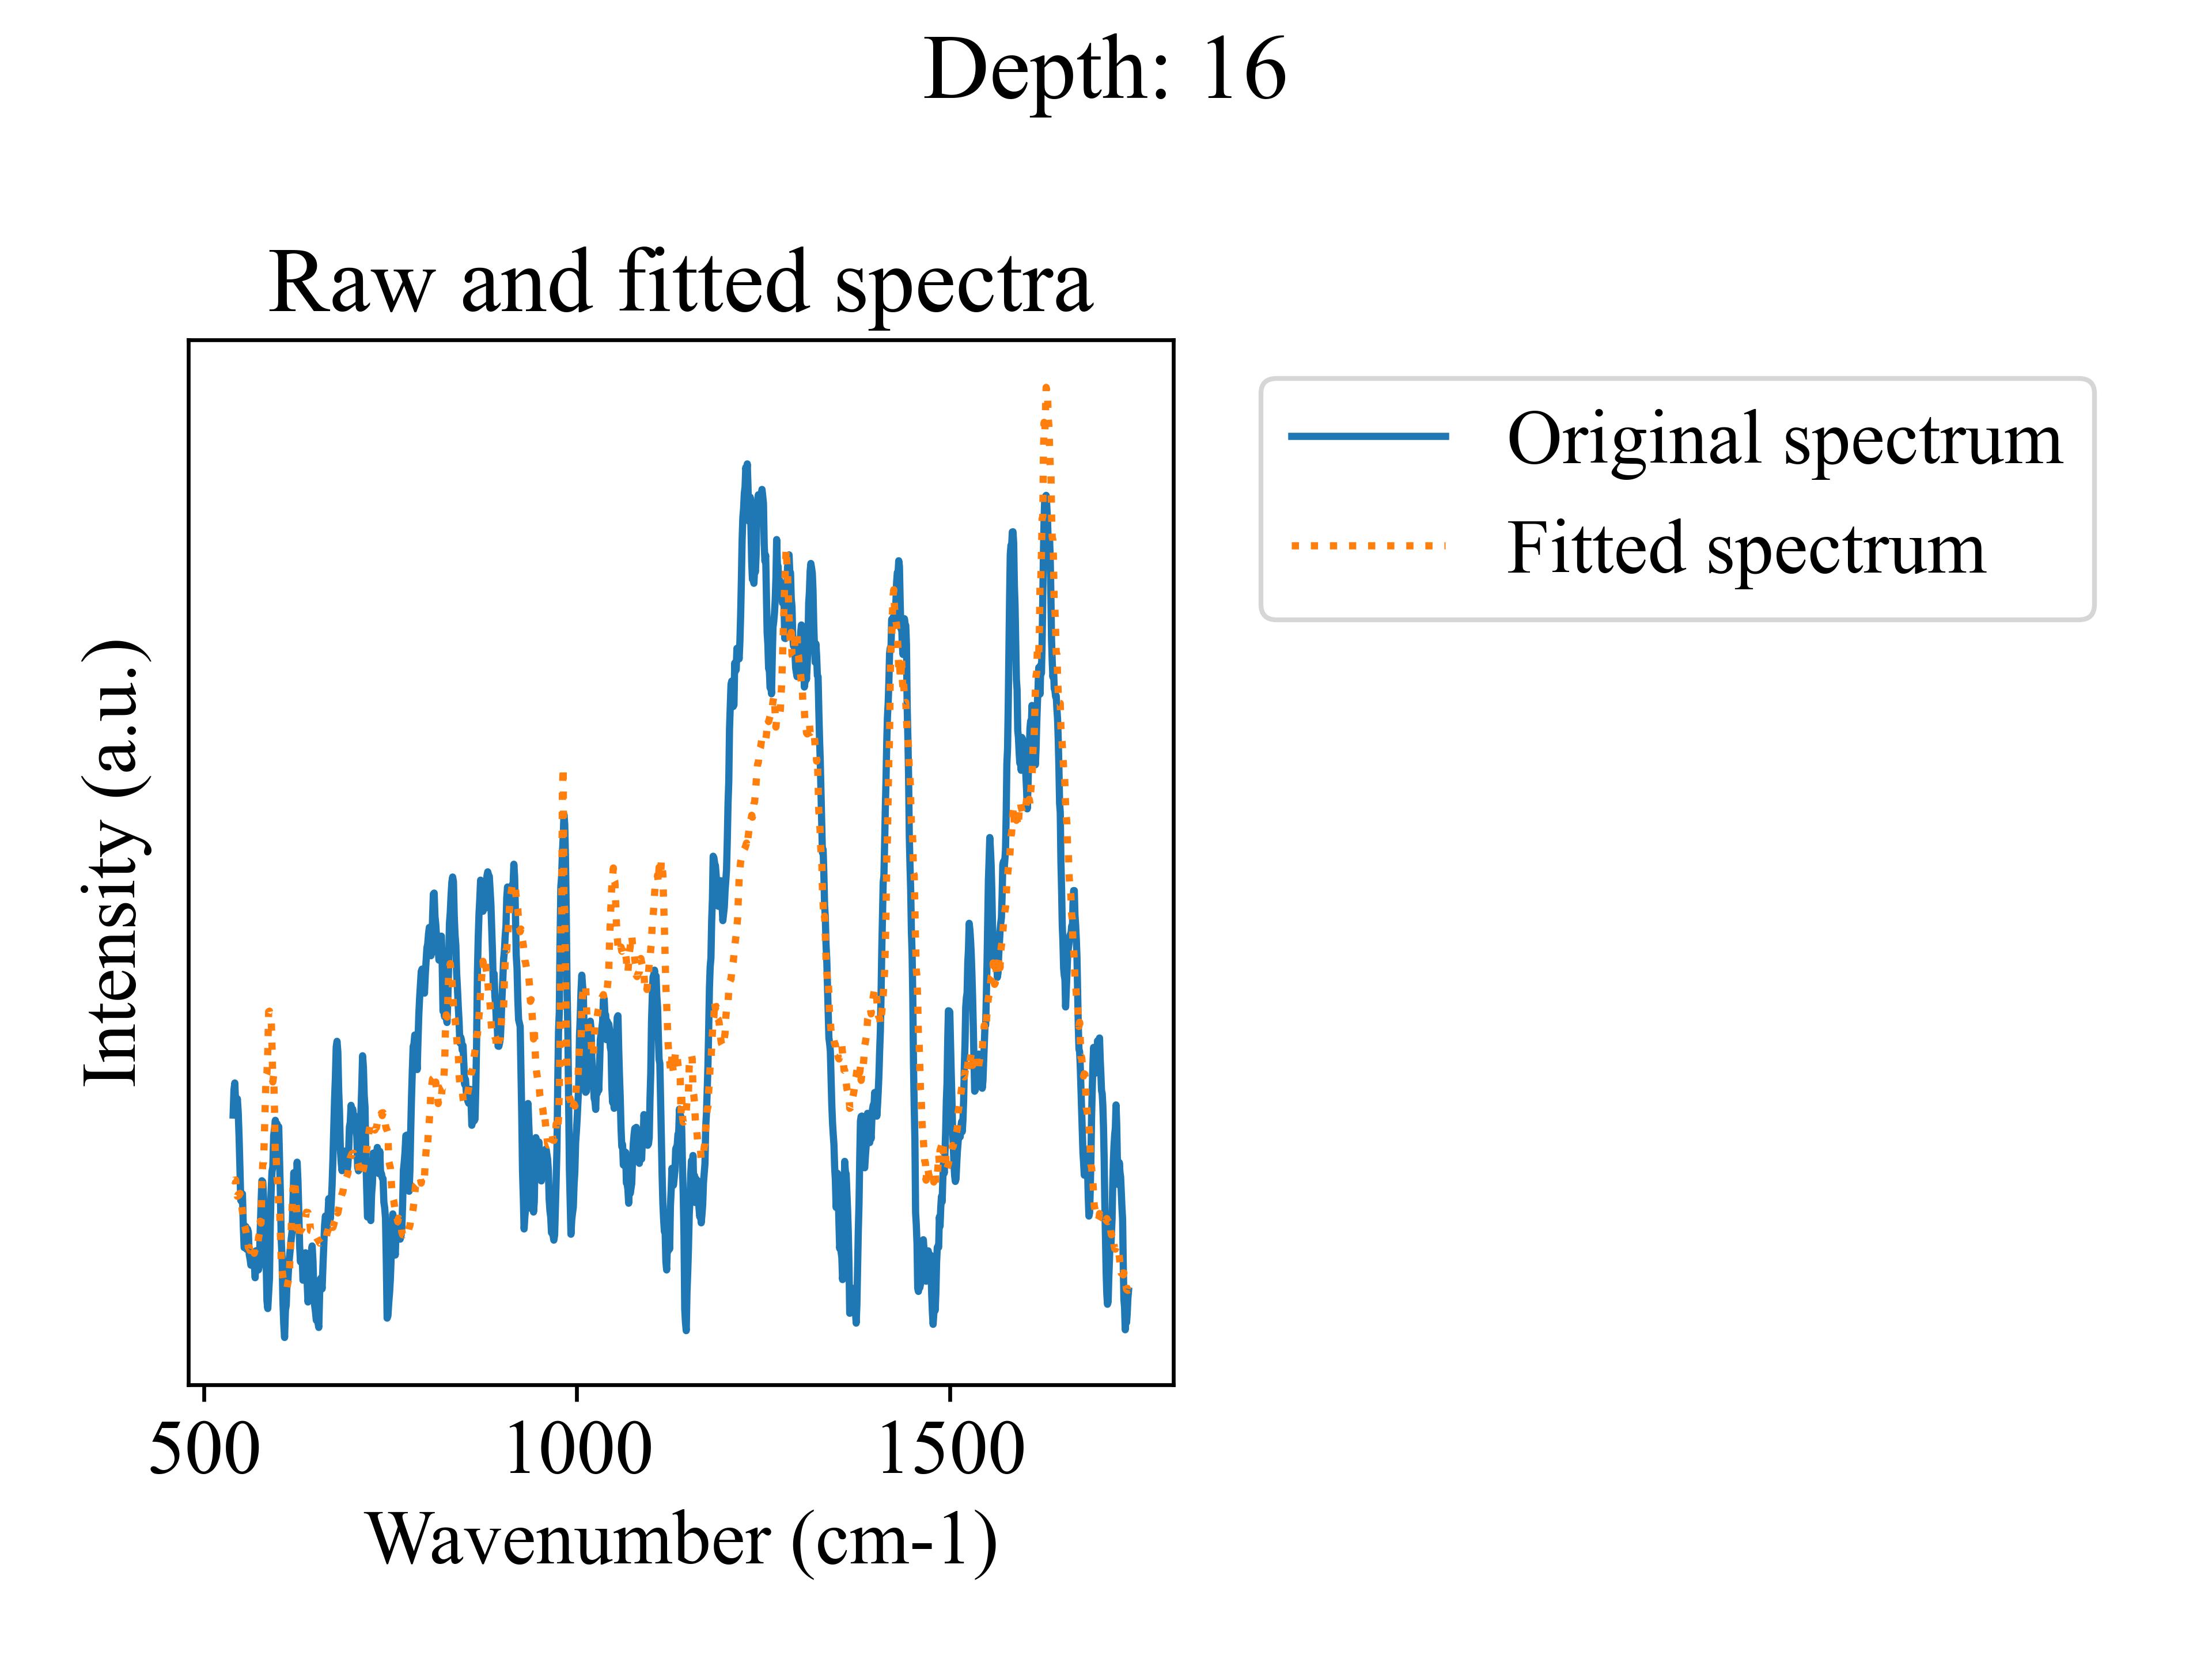 Depth: 16
Raw and fitted spectra
Original spectrum
Fitted spectrum
Intensity (a.u.)
500 1000 1500
Wavenumber (cm-1)